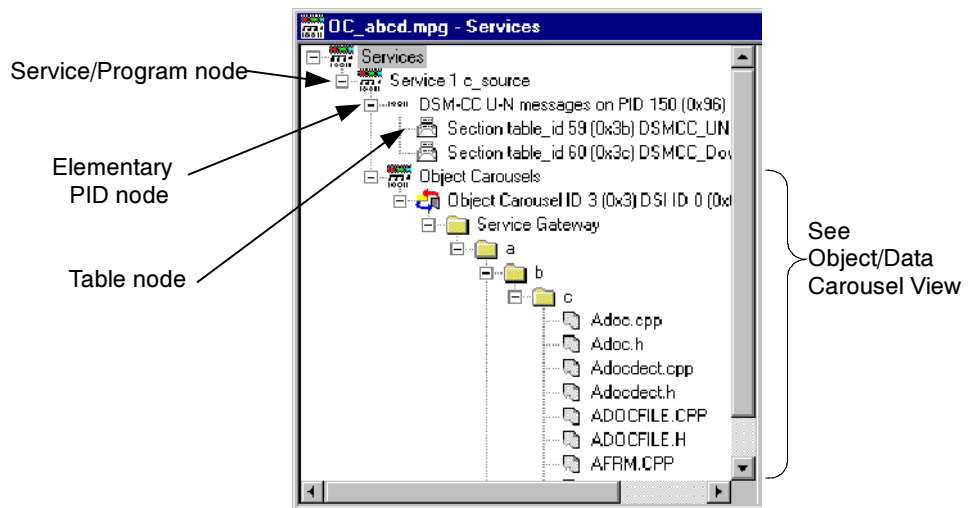 OC_abcd.mpg - Services
Services
Service/Program node
Service 1 c_source
DSM-CC U-N messages on PID 150 (0x96)
Section table_id 59 (0x3b) DSMCC_UN
Section table_id 60 (0x3c) DSMCC_Dov
Elementary
PID node
Object Carousels
Object Carousel ID 3 (0x3) DSI ID 0 (0x
Service Gateway
a
Table node
b
c
See
Object/Data
Carousel View
Adoc.cpp
Adoc.h
Adocdect.cpp
Adocdect.h
ADOCFILE.CPP
ADOCFILE.H
AFRM.CPP